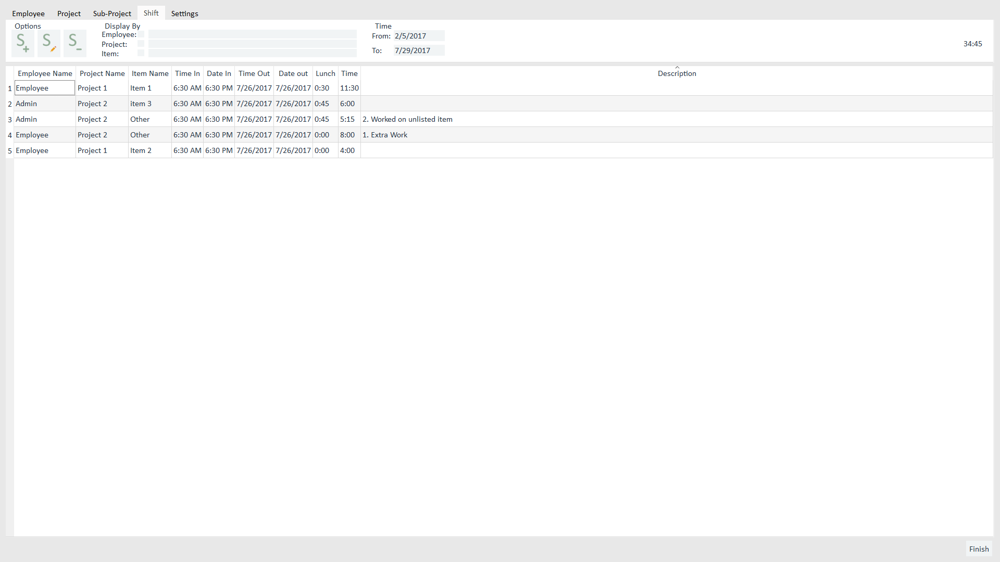 Employee Project Sub-Project Shift Settings
Options Display By Time
S+ S S-
Employee:
Project:
Item:
From: 2/5/2017
To: 7/29/2017
34:45
Employee Name Project Name Item Name Time In Date In Time Out Date out Lunch Time Description
1 Employee Project 1 Item 1 6:30 AM 6:30 PM 7/26/2017 7/26/2017 0:30 11:30
2 Admin Project 2 item 3 6:30 AM 6:30 PM 7/26/2017 7/26/2017 0:45 6:00
3 Admin Project 2 Other 6:30 AM 6:30 PM 7/26/2017 7/26/2017 0:45 5:15 2. Worked on unlisted item
4 Employee Project 2 Other 6:30 AM 6:30 PM 7/26/2017 7/26/2017 0:00 8:00 1. Extra Work
5 Employee Project 1 Item 2 6:30 AM 6:30 PM 7/26/2017 7/26/2017 0:00 4:00
Finish